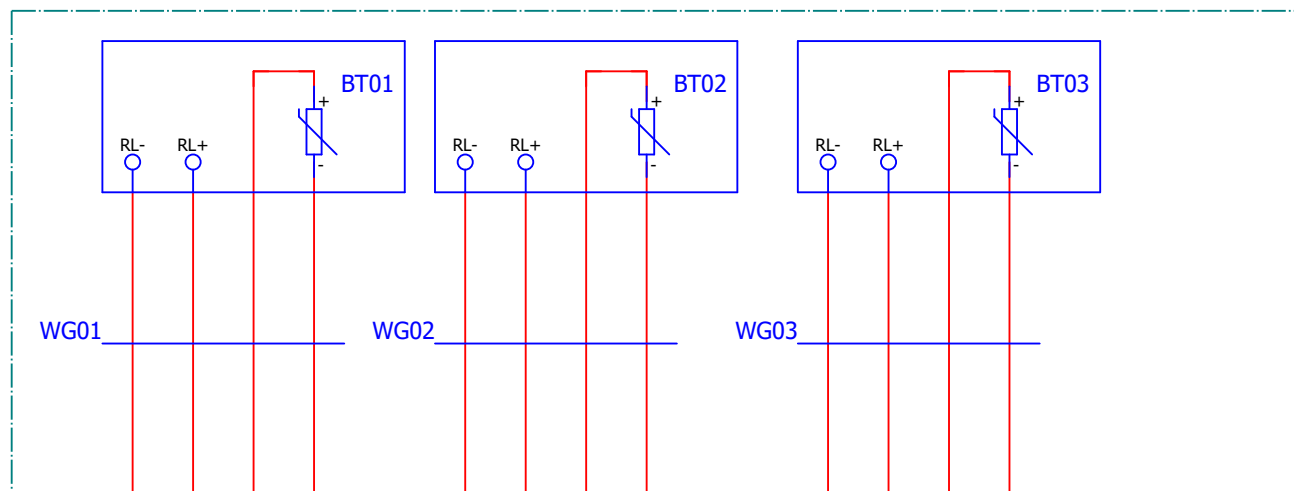 BT01
BT02
BT03
+
+
+
RL-
RL+
RL-
RL+
RL-
RL+
-
-
-
WG01
WG02
WG03